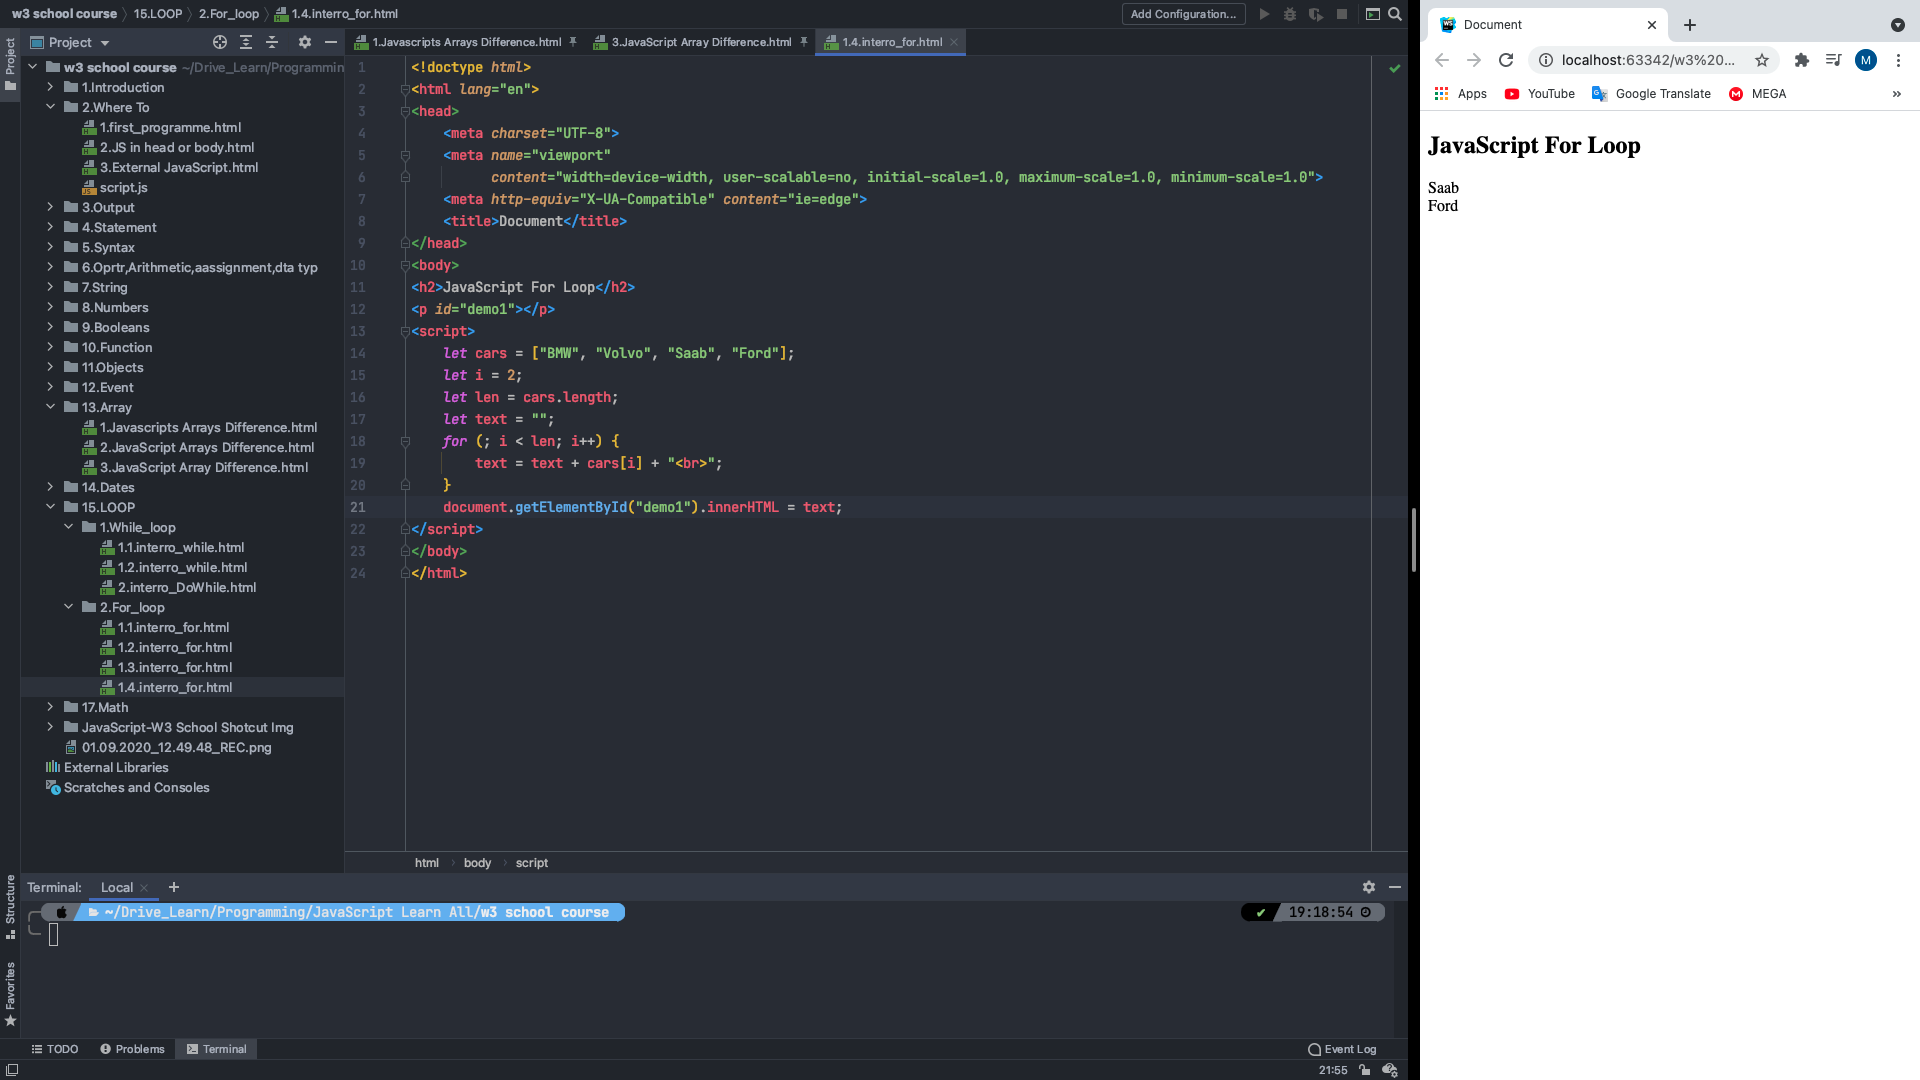 w3 school course 15.LOOP 2.For_loop 1.4.interro_for.html
Add Configuration...
Project
Project
1.Javascripts Arrays Difference.html
3.JavaScript Array Difference.html
1.4.interro_for.html
w3 school course ~/Drive_Learn/Programmin
1.Introduction
2.Where To
1.first_programme.html
2.JS in head or body.html
3.External JavaScript.html
script.js
3.Output
4.Statement
5.Syntax
6.Oprtr,Arithmetic,aassignment,dta typ
7.String
8.Numbers
9.Booleans
10.Function
11.Objects
12.Event
13.Array
1.Javascripts Arrays Difference.html
2.JavaScript Arrays Difference.html
3.JavaScript Array Difference.html
14.Dates
15.LOOP
1.While_loop
1.1.interro_while.html
1.2.interro_while.html
2.interro_DoWhile.html
2.For_loop
1.1.interro_for.html
1.2.interro_for.html
1.3.interro_for.html
1.4.interro_for.html
17.Math
JavaScript-W3 School Shotcut Img
01.09.2020_12.49.48_REC.png
External Libraries
Scratches and Consoles
1 <!doctype html>
2 <html lang="en">
3 <head>
4 <meta charset="UTF-8">
5 <meta name="viewport"
6 content="width=device-width, user-scalable=no, initial-scale=1.0, maximum-scale=1.0, minimum-scale=1.0">
7 <meta http-equiv="X-UA-Compatible" content="ie=edge">
8 <title>Document</title>
9 </head>
10 <body>
11 <h2>JavaScript For Loop</h2>
12 <p id="demo1"></p>
13 <script>
14 let cars = ["BMW", "Volvo", "Saab", "Ford"];
15 let i = 2;
16 let len = cars.length;
17 let text = "";
18 for (; i < len; i++) {
19 text = text + cars[i] + "<br>";
20 }
21 document.getElementById("demo1").innerHTML = text;
22 </script>
23 </body>
24 </html>
html body script
Structure
Favorites
Terminal: Local
~/Drive_Learn/Programming/JavaScript Learn All/w3 school course
19:18:54
TODO Problems Terminal
Event Log
21:55
Document
localhost:63342/w3%20...
M
Apps YouTube Google Translate MEGA
JavaScript For Loop
Saab
Ford